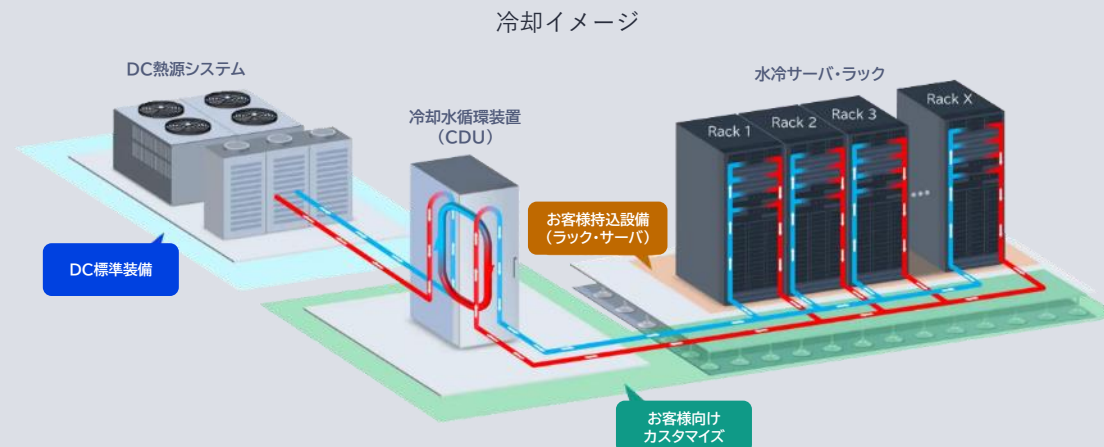 冷却イメージ
DC熱源システム
冷却水循環装置
(CDU)
水冷サーバ・ラック
Rack 1
Rack 2
Rack 3
Rack X
お客様持込設備
(ラック・サーバ)
DC標準装備
お客様向け
カスタマイズ